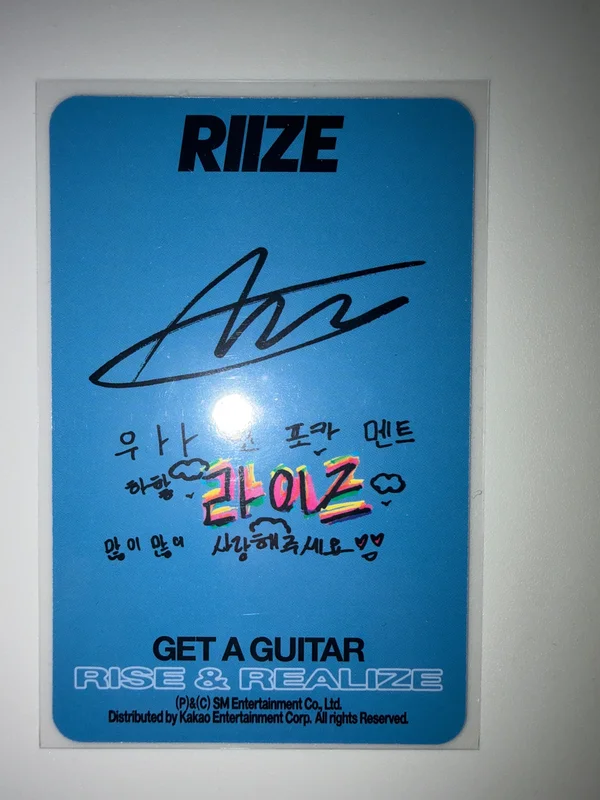 RIIZE
우 ㅏㅏ 포카 멘트
하핳 라이즈
많이 많이 사랑해주세요♡♡
GET A GUITAR
RISE & REALIZE
(P)&(C) SM Entertainment Co., Ltd.
Distributed by Kakao Entertainment Corp. All rights Reserved.